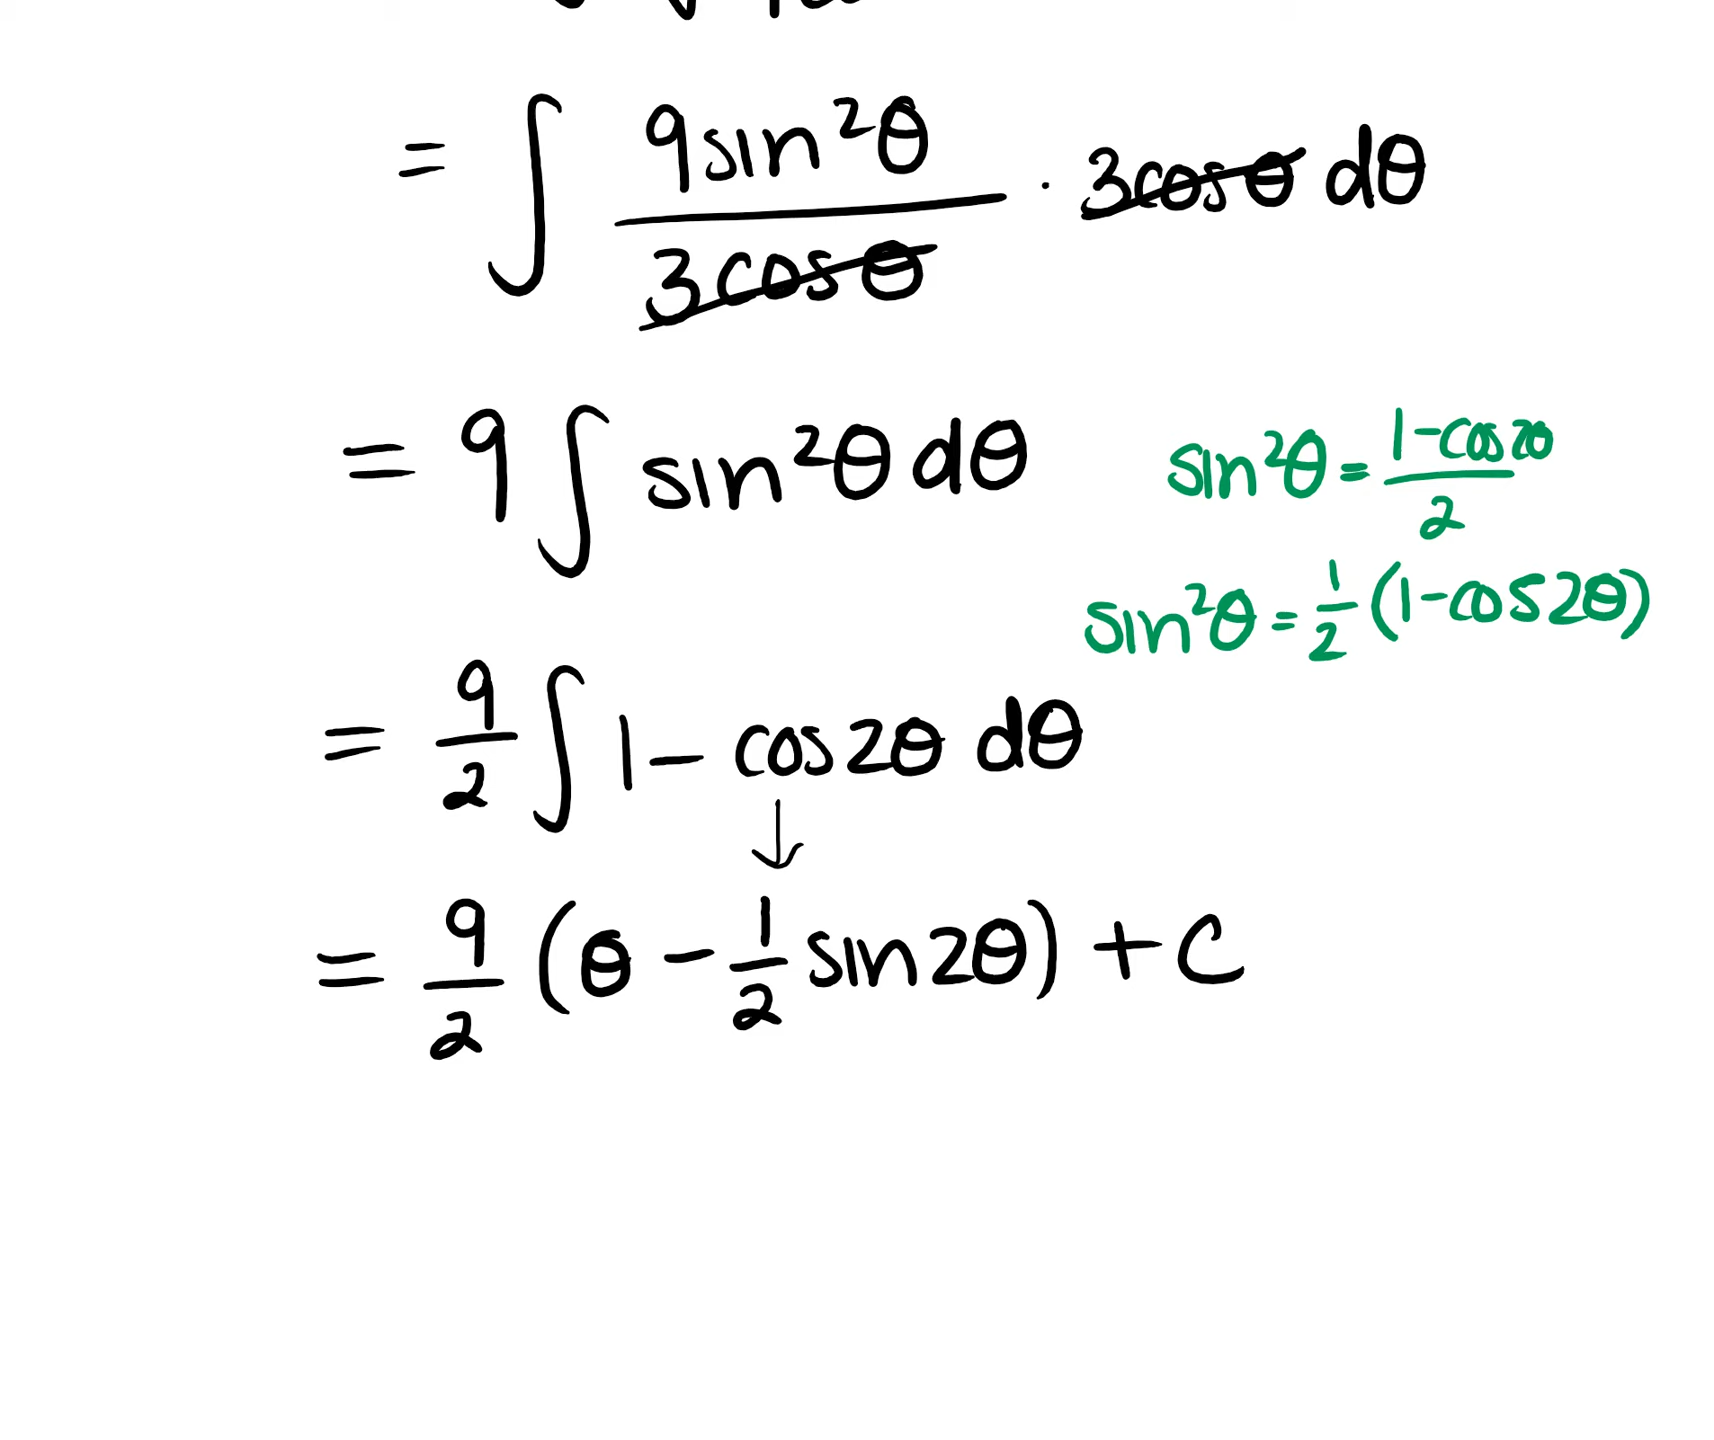 = ∫ 9sin²θ / 3cosθ · 3cosθ dθ
= 9 ∫ sin²θ dθ
sin²θ = 1-cos2θ / 2
sin²θ = 1/2 (1-cos2θ)
= 9/2 ∫ 1 - cos2θ dθ
↓
= 9/2 (θ - 1/2 sin2θ) + C